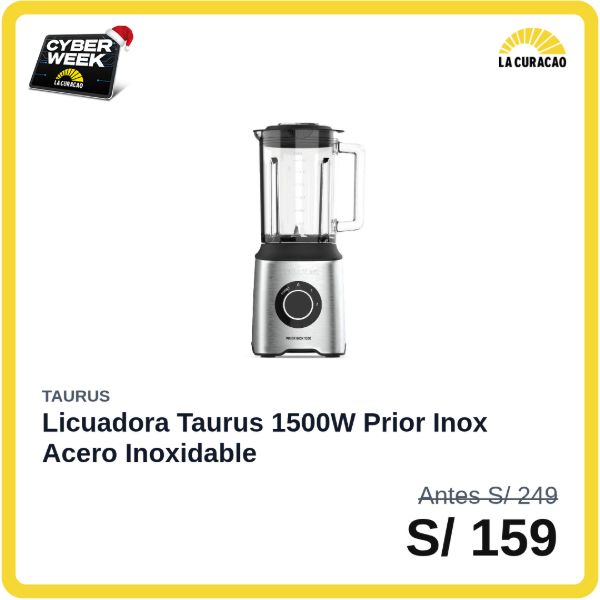 CYBER
WEEK
LA CURACAO
LA CURACAO
TAURUS
Licuadora Taurus 1500W Prior Inox
Acero Inoxidable
Antes S/ 249
S/ 159